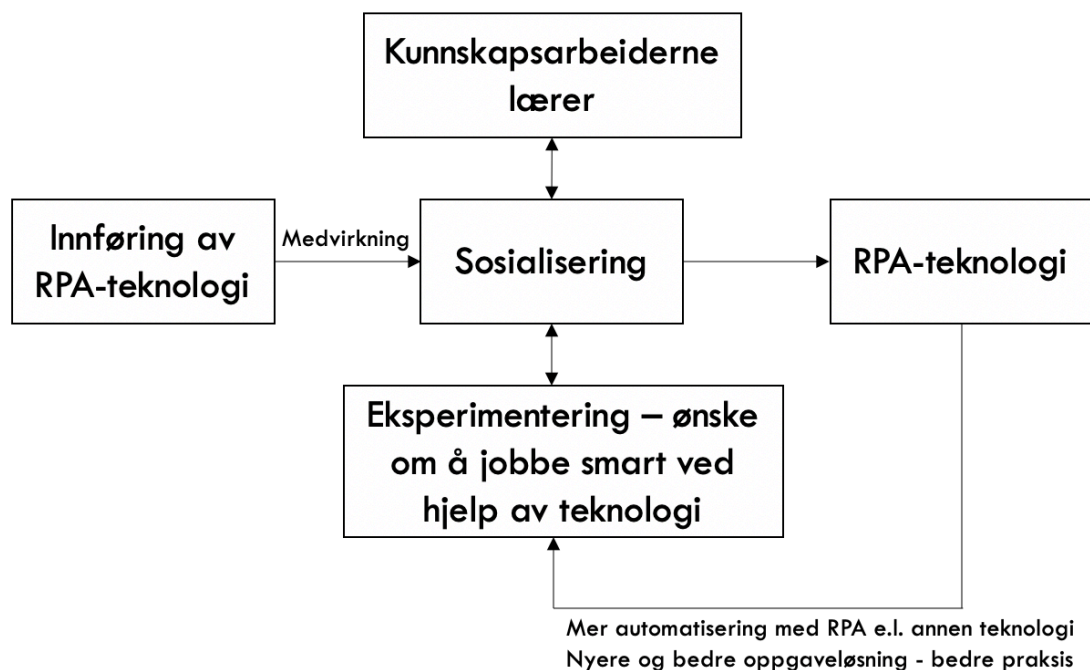 Kunnskapsarbeiderne
lærer
Innføring av
RPA-teknologi
Medvirkning
Sosialisering
RPA-teknologi
Eksperimentering – ønske
om å jobbe smart ved
hjelp av teknologi
Mer automatisering med RPA e.l. annen teknologi
Nyere og bedre oppgaveløsning - bedre praksis